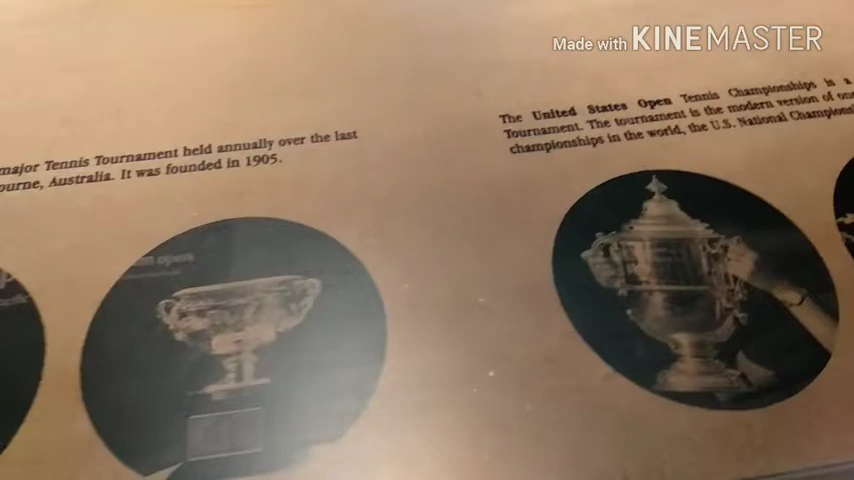 Made with KINEMASTER
major Tennis Tournament held annually over the last
ourne, Australia. It was founded in 1905.
The United States Open Tennis Championships is a
Tournament. The tournament is the modern version of one
championships in the world, the U.S. National Championsh
open